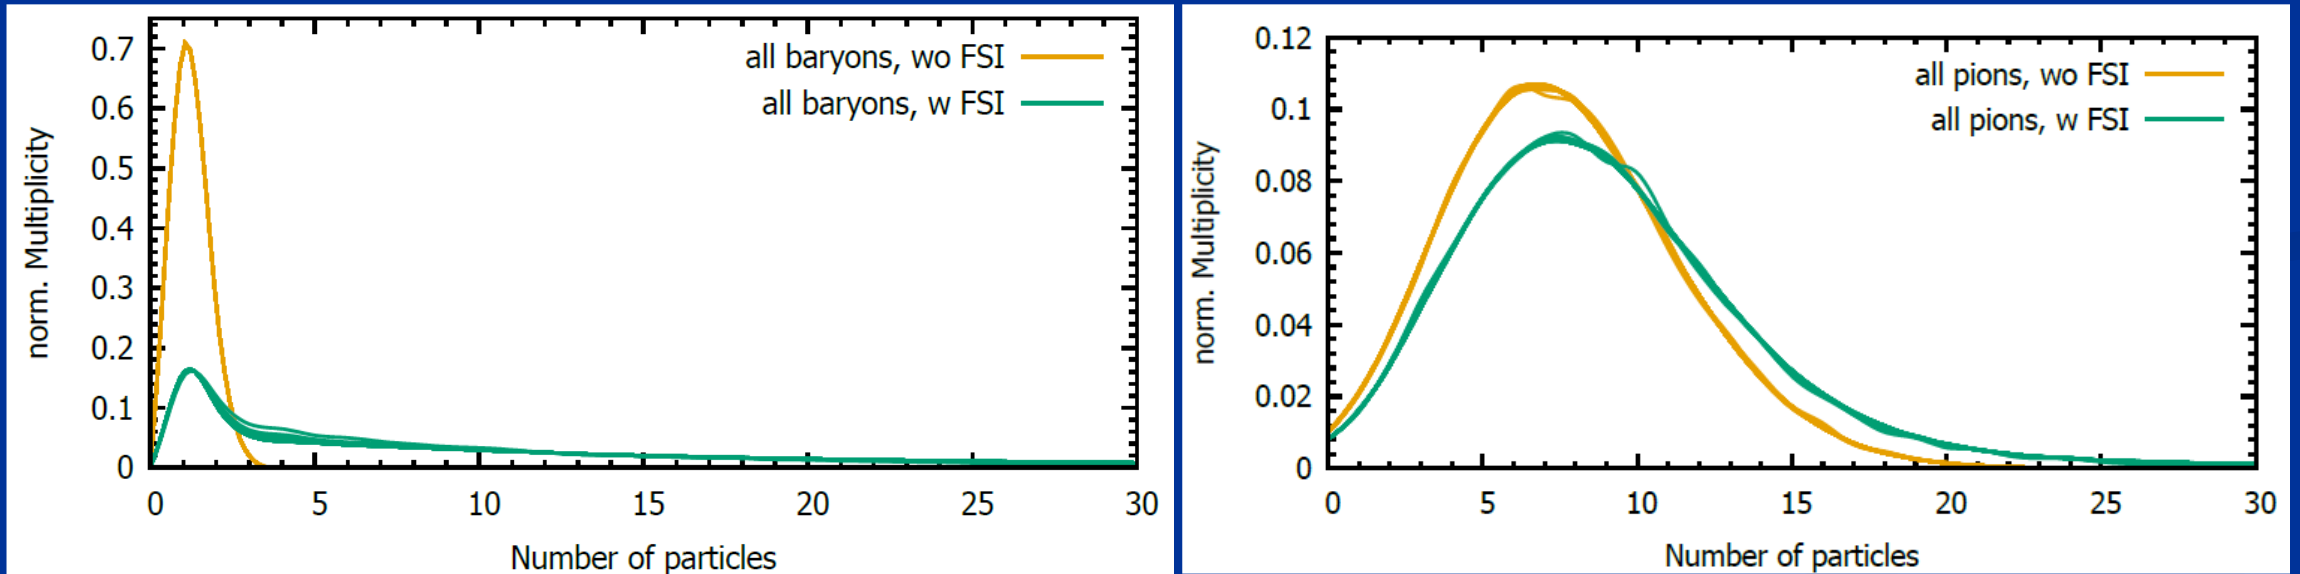 norm. Multiplicity
0.7
0.6
0.5
0.4
0.3
0.2
0.1
0
all baryons, wo FSI
all baryons, w FSI
0 5 10 15 20 25 30
Number of particles
norm. Multiplicity
0.12
0.1
0.08
0.06
0.04
0.02
0
all pions, wo FSI
all pions, w FSI
0 5 10 15 20 25 30
Number of particles